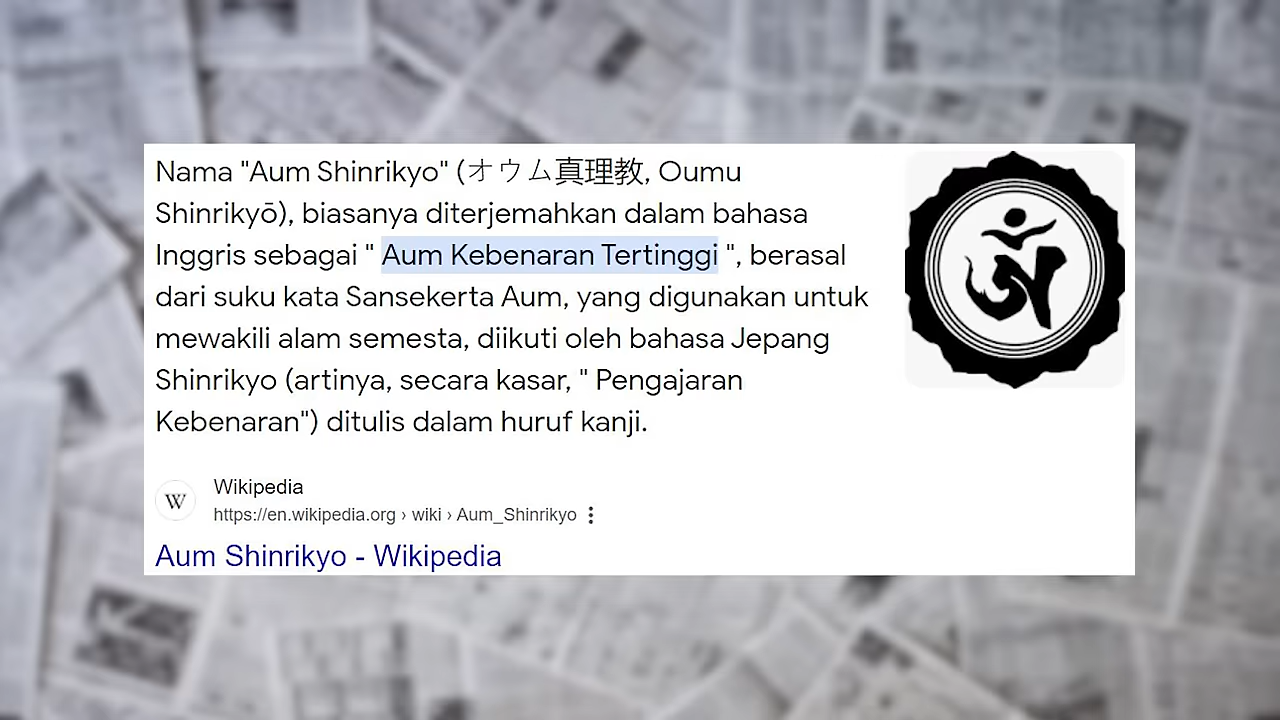 Nama "Aum Shinrikyo" (オウム真理教, Oumu
Shinrikyō), biasanya diterjemahkan dalam bahasa
Inggris sebagai " Aum Kebenaran Tertinggi ", berasal
dari suku kata Sansekerta Aum, yang digunakan untuk
mewakili alam semesta, diikuti oleh bahasa Jepang
Shinrikyo (artinya, secara kasar, " Pengajaran
Kebenaran") ditulis dalam huruf kanji.
W
Wikipedia
https://en.wikipedia.org › wiki › Aum_Shinrikyo
Aum Shinrikyo - Wikipedia